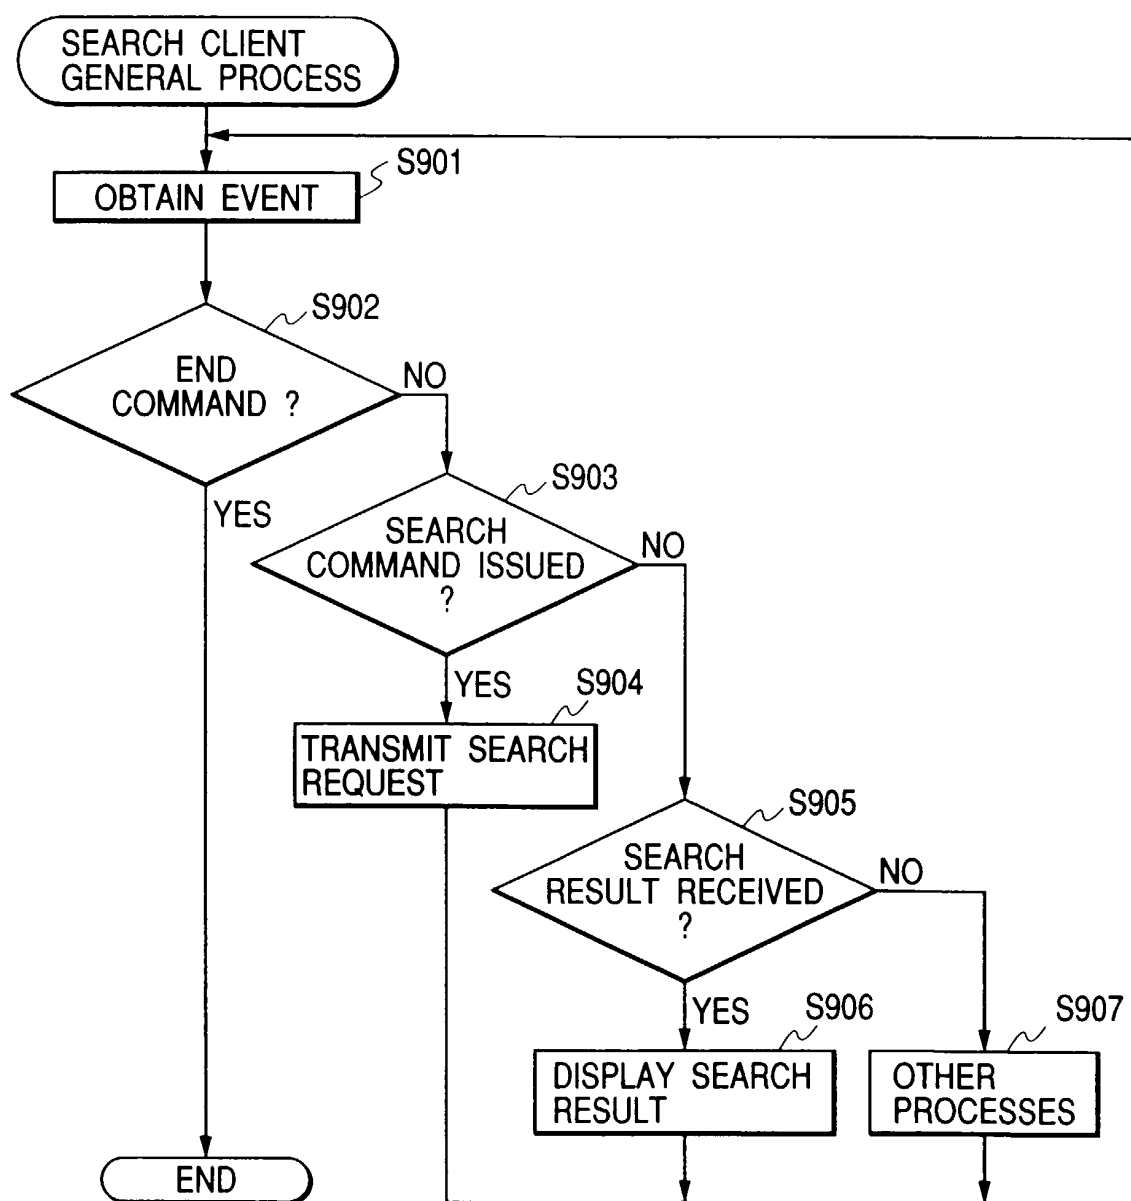 SEARCH CLIENT
GENERAL PROCESS
S901
OBTAIN EVENT
S902
END
COMMAND ?
NO
YES
S903
SEARCH
COMMAND ISSUED
?
NO
YES
S904
TRANSMIT SEARCH
REQUEST
S905
SEARCH
RESULT RECEIVED
?
NO
YES
S906
DISPLAY SEARCH
RESULT
S907
OTHER
PROCESSES
END